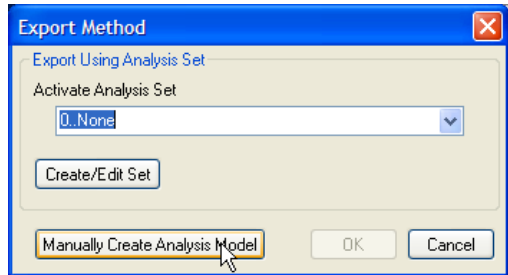 Export Method
Export Using Analysis Set
Activate Analysis Set
0..None
Create/Edit Set
Manually Create Analysis Model
OK
Cancel